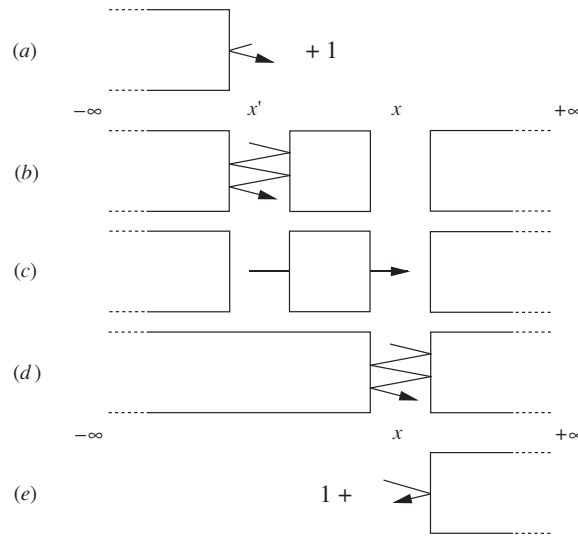 (a) + 1
−∞ x' x +∞
(b)
(c)
(d)
−∞ x +∞
(e) 1 +